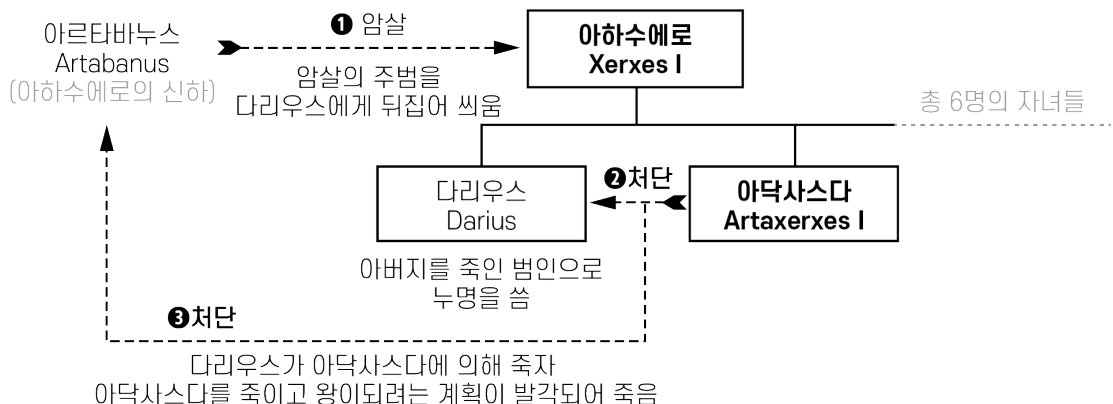 아르타바누스
Artabanus
(아하수에로의 신하)
❶ 암살
암살의 주범을
다리우스에게 뒤집어 씌움
아하수에로
Xerxes I
총 6명의 자녀들
다리우스
Darius
❷처단
아닥사스다
Artaxerxes I
아버지를 죽인 범인으로
누명을 씀
❸처단
다리우스가 아닥사스다에 의해 죽자
아닥사스다를 죽이고 왕이되려는 계획이 발각되어 죽음